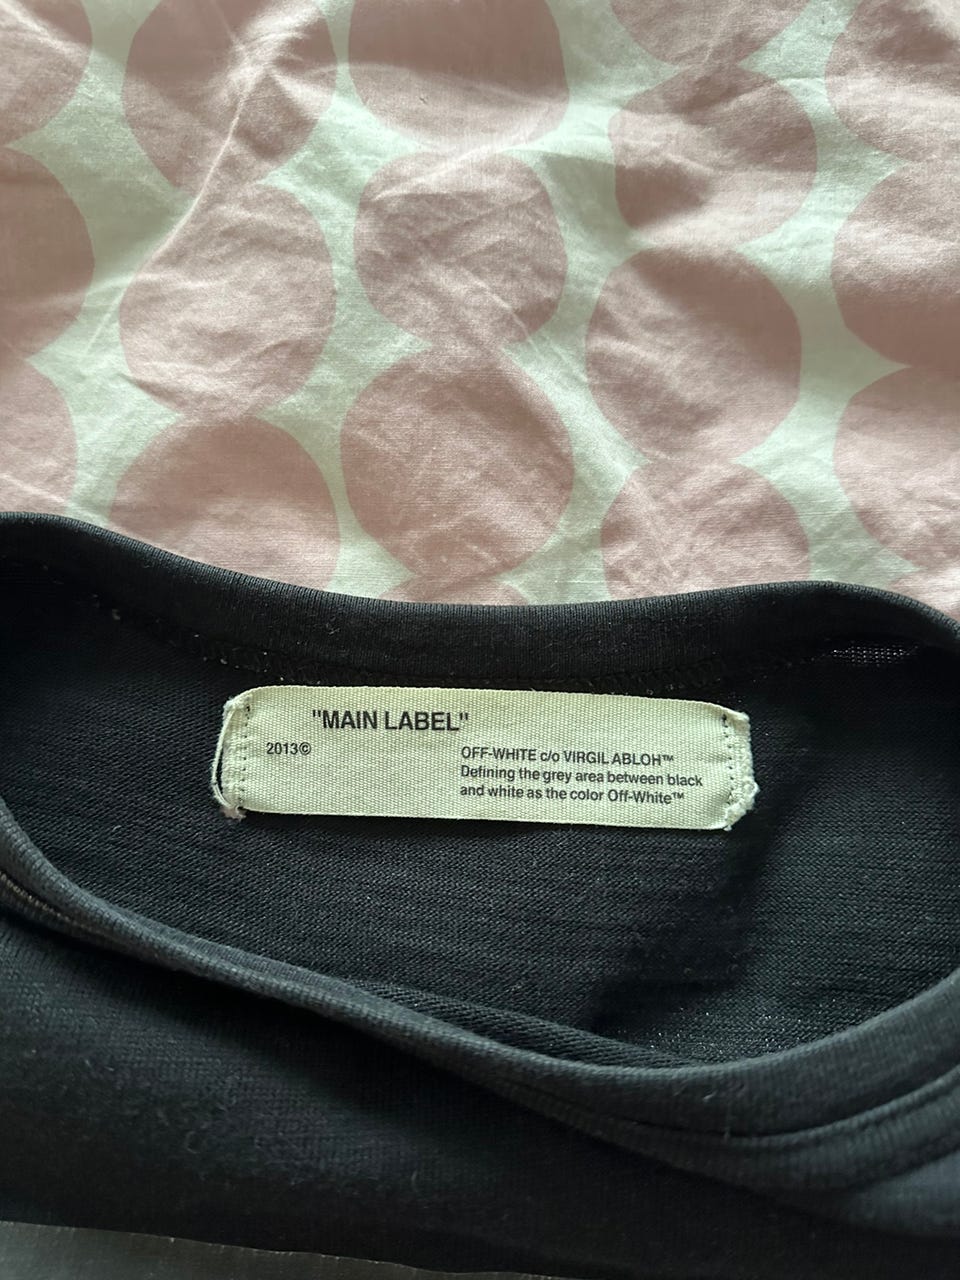 "MAIN LABEL"
2013©
OFF-WHITE c/o VIRGIL ABLOH™
Defining the grey area between black
and white as the color Off-White™